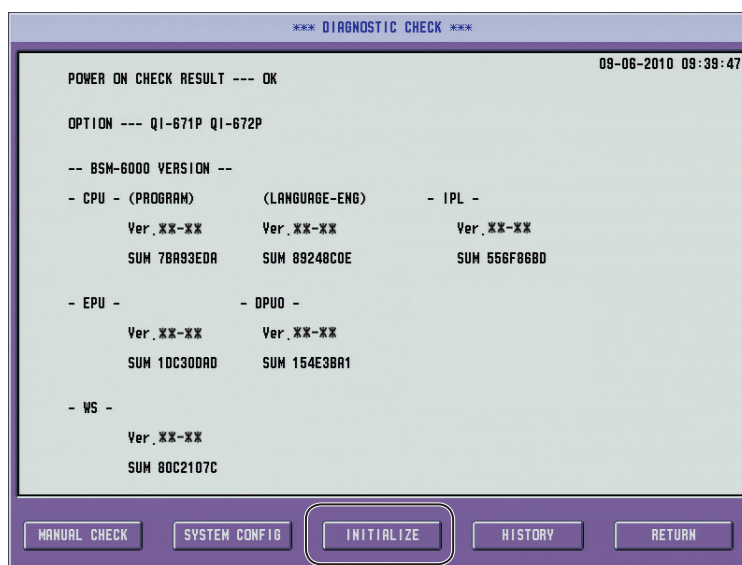 *** DIAGNOSTIC CHECK ***
09-06-2010 09:39:47
POWER ON CHECK RESULT --- OK
OPTION --- QI-671P QI-672P
-- BSM-6000 VERSION --
- CPU - (PROGRAM) (LANGUAGE-ENG) - IPL -
Ver.XX-XX Ver.XX-XX Ver.XX-XX
SUM 7BA93EDA SUM 89248C0E SUM 556F86BD
- EPU - - DPU0 -
Ver.XX-XX Ver.XX-XX
SUM 1DC30DAD SUM 154E3BA1
- WS -
Ver.XX-XX
SUM 80C2107C
MANUAL CHECK SYSTEM CONFIG INITIALIZE HISTORY RETURN